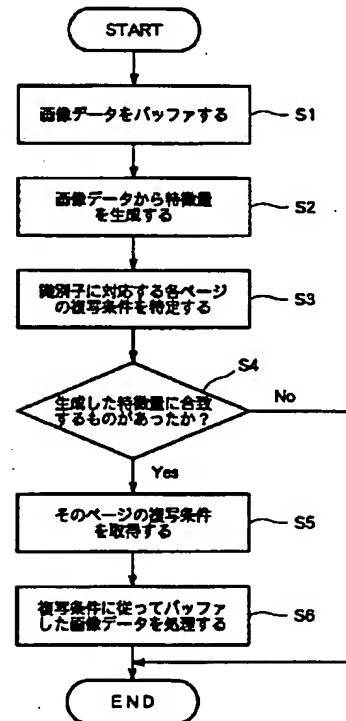 START
画像データをバッファする
S1
画像データから特徴量
を生成する
S2
識別子に対応する各ページ
の複写条件を特定する
S3
S4
生成した特徴量に合致
するものがあったか？
No
Yes
そのページの複写条件
を取得する
S5
複写条件に従ってバッファ
した画像データを処理する
S6
END